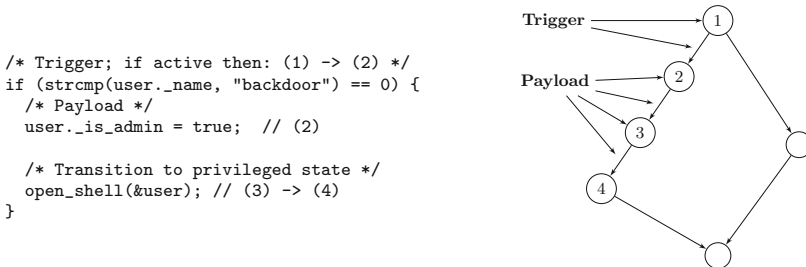 /* Trigger; if active then: (1) -> (2) */
if (strcmp(user._name, "backdoor") == 0) {
/* Payload */
user._is_admin = true; // (2)
/* Transition to privileged state */
open_shell(&user); // (3) -> (4)
}
Trigger
1
Payload
2
3
4